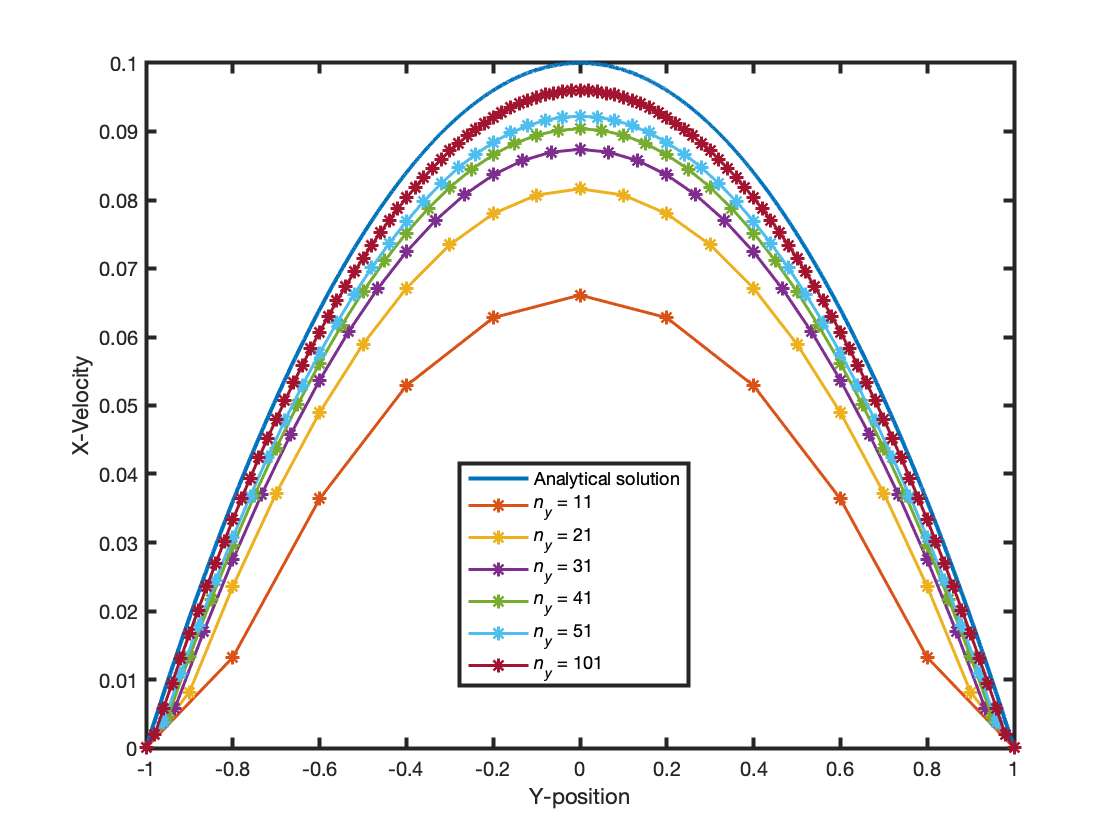 0.1
0.09
0.08
0.07
0.06
0.05
0.04
0.03
0.02
0.01
0
X-Velocity
Analytical solution
n_y = 11
n_y = 21
n_y = 31
n_y = 41
n_y = 51
n_y = 101
-1 -0.8 -0.6 -0.4 -0.2 0 0.2 0.4 0.6 0.8 1
Y-position